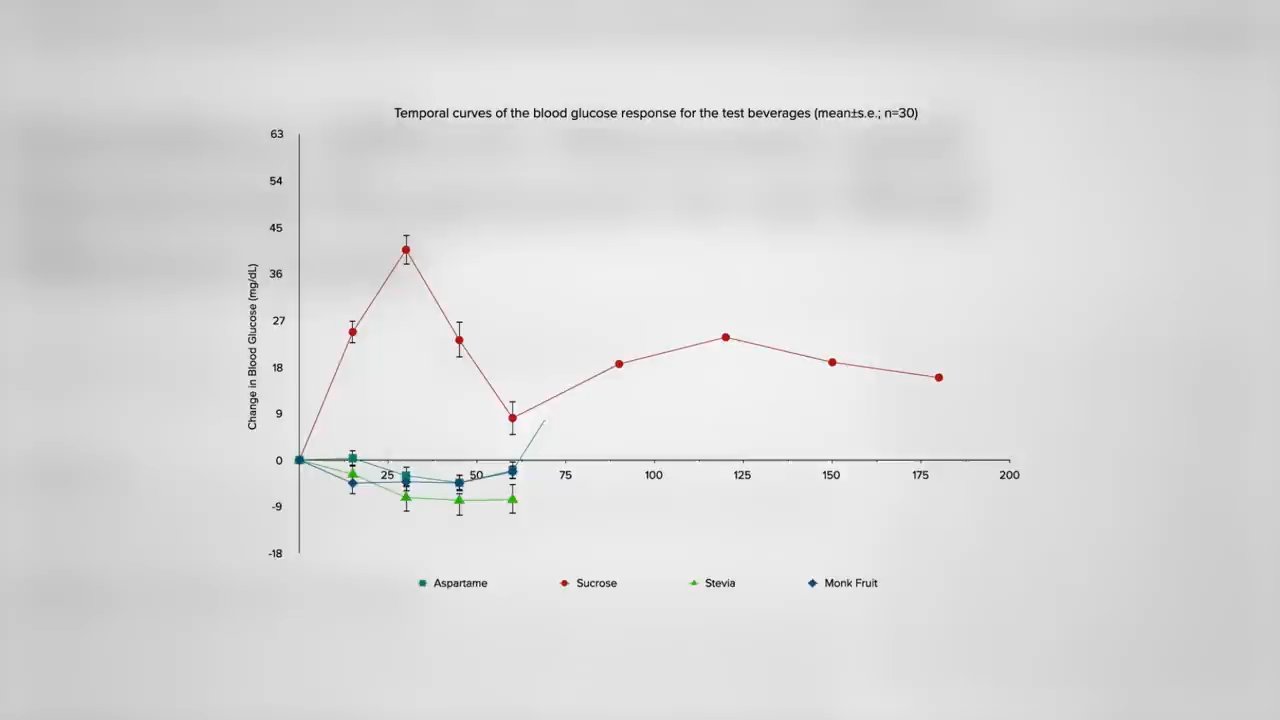 Temporal curves of the blood glucose response for the test beverages (mean±s.e.; n=30)
63
54
45
36
27
18
9
0
-9
-18
Change in Blood Glucose (mg/dL)
25 50 75 100 125 150 175 200
Aspartame Sucrose Stevia Monk Fruit